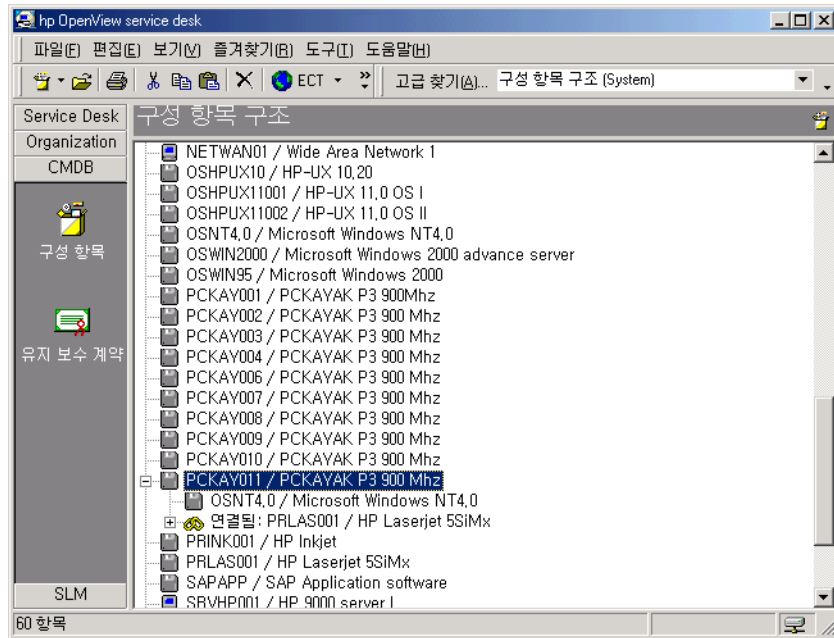 hp OpenView service desk
파일(F) 편집(E) 보기(V) 즐겨찾기(R) 도구(T) 도움말(H)
ECT 고급 찾기(A)... 구성 항목 구조 (System)
Service Desk
Organization
CMDB
구성 항목
유지 보수 계약
SLM
구성 항목 구조
NETWAN01 / Wide Area Network 1
OSHPUX10 / HP-UX 10,20
OSHPUX11001 / HP-UX 11,0 OS I
OSHPUX11002 / HP-UX 11,0 OS II
OSNT4,0 / Microsoft Windows NT4,0
OSWIN2000 / Microsoft Windows 2000 advance server
OSWIN95 / Microsoft Windows 2000
PCKAY001 / PCKAYAK P3 900Mhz
PCKAY002 / PCKAYAK P3 900 Mhz
PCKAY003 / PCKAYAK P3 900 Mhz
PCKAY004 / PCKAYAK P3 900 Mhz
PCKAY006 / PCKAYAK P3 900 Mhz
PCKAY007 / PCKAYAK P3 900 Mhz
PCKAY008 / PCKAYAK P3 900 Mhz
PCKAY009 / PCKAYAK P3 900 Mhz
PCKAY010 / PCKAYAK P3 900 Mhz
PCKAY011 / PCKAYAK P3 900 Mhz
OSNT4,0 / Microsoft Windows NT4,0
연결됨: PRLAS001 / HP Laserjet 5SiMx
PRINK001 / HP Inkjet
PRLAS001 / HP Laserjet 5SiMx
SAPAPP / SAP Application software
SRVHP001 / HP 9000 server I
60 항목